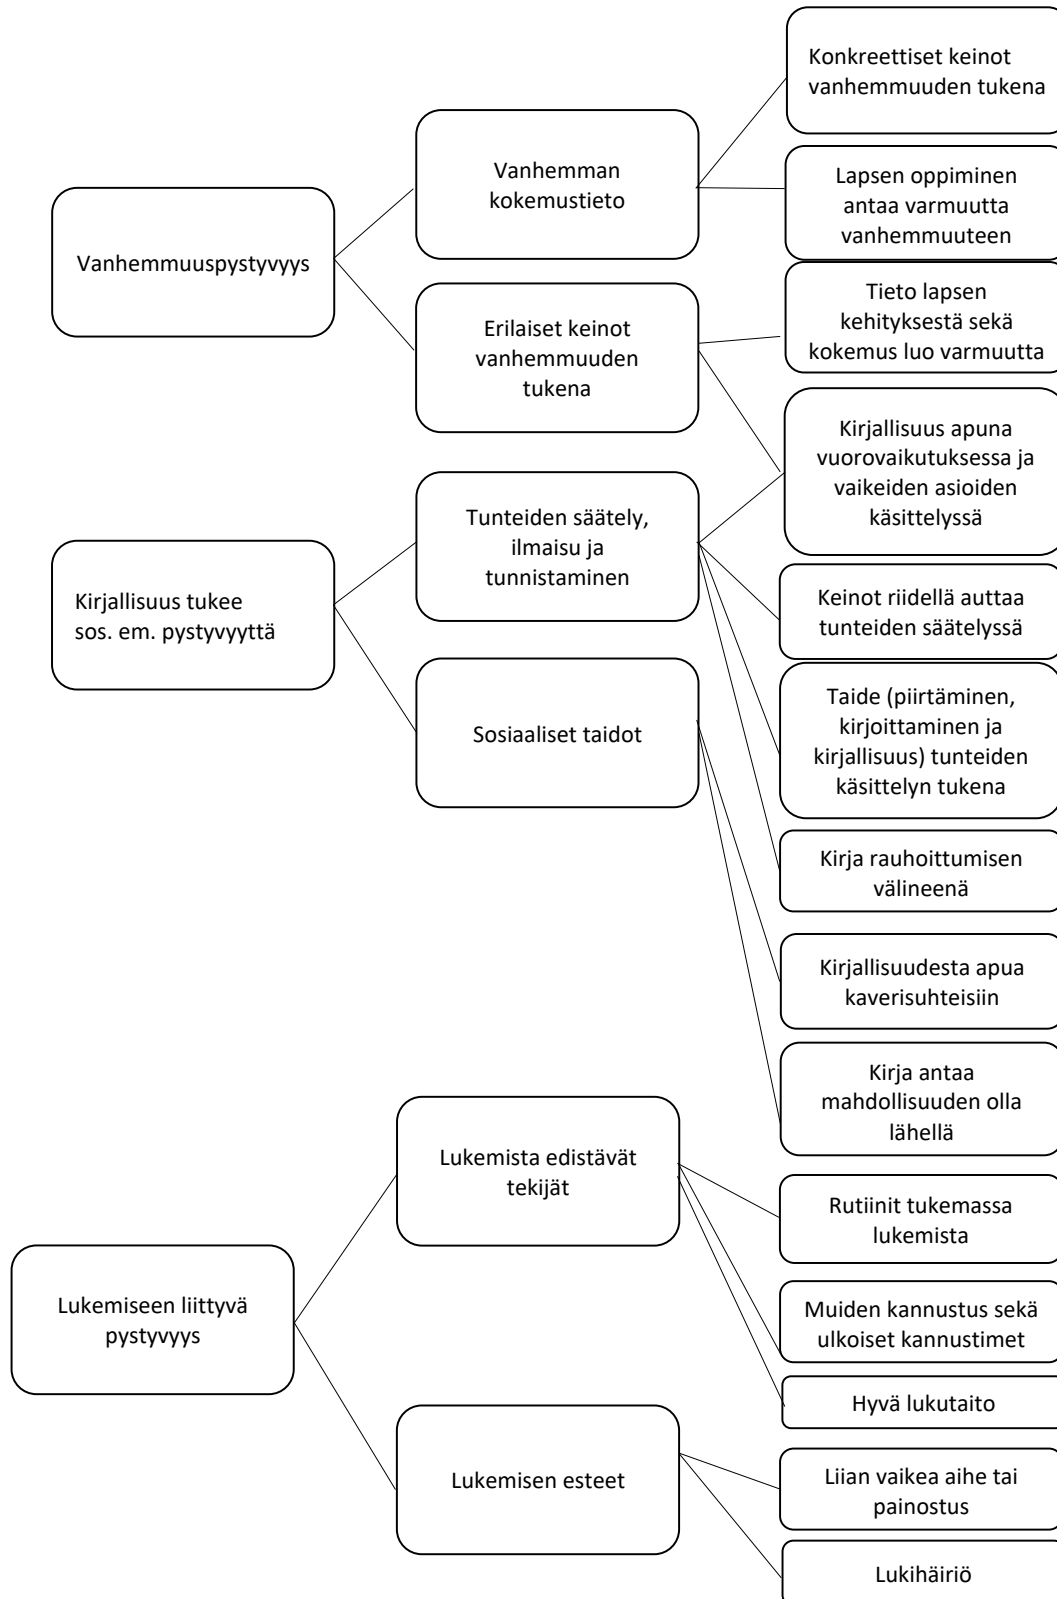 Vanhemmuuspystyvyys
Kirjallisuus tukee
sos. em. pystyvyyttä
Lukemiseen liittyvä
pystyvyys
Vanhemman
kokemustieto
Erilaiset keinot
vanhemmuuden
tukena
Tunteiden säätely,
ilmaisu ja
tunnistaminen
Sosiaaliset taidot
Lukemista edistävät
tekijät
Lukemisen esteet
Konkreettiset keinot
vanhemmuuden tukena
Lapsen oppiminen
antaa varmuutta
vanhemmuuteen
Tieto lapsen
kehityksestä sekä
kokemus luo varmuutta
Kirjallisuus apuna
vuorovaikutuksessa ja
vaikeiden asioiden
käsittelyssä
Keinot riidellä auttaa
tunteiden säätelyssä
Taide (piirtäminen,
kirjoittaminen ja
kirjallisuus) tunteiden
käsittelyn tukena
Kirja rauhoittumisen
välineenä
Kirjallisuudesta apua
kaverisuhteisiin
Kirja antaa
mahdollisuuden olla
lähellä
Rutiinit tukemassa
lukemista
Muiden kannustus sekä
ulkoiset kannustimet
Hyvä lukutaito
Liian vaikea aihe tai
painostus
Lukihäiriö